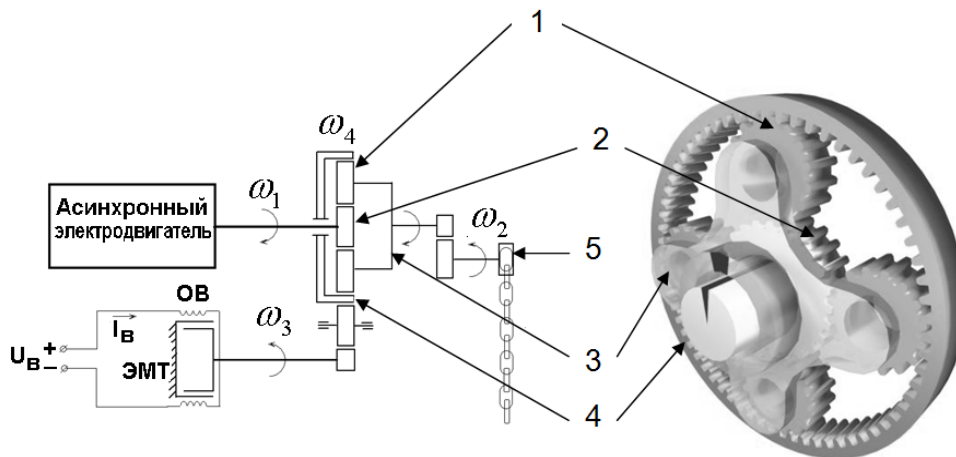 1
ω4
2
ω1
Асинхронный
электродвигатель
ω2
5
ОВ
Iв
ω3
Uв
+
−
ЭМТ
3
4